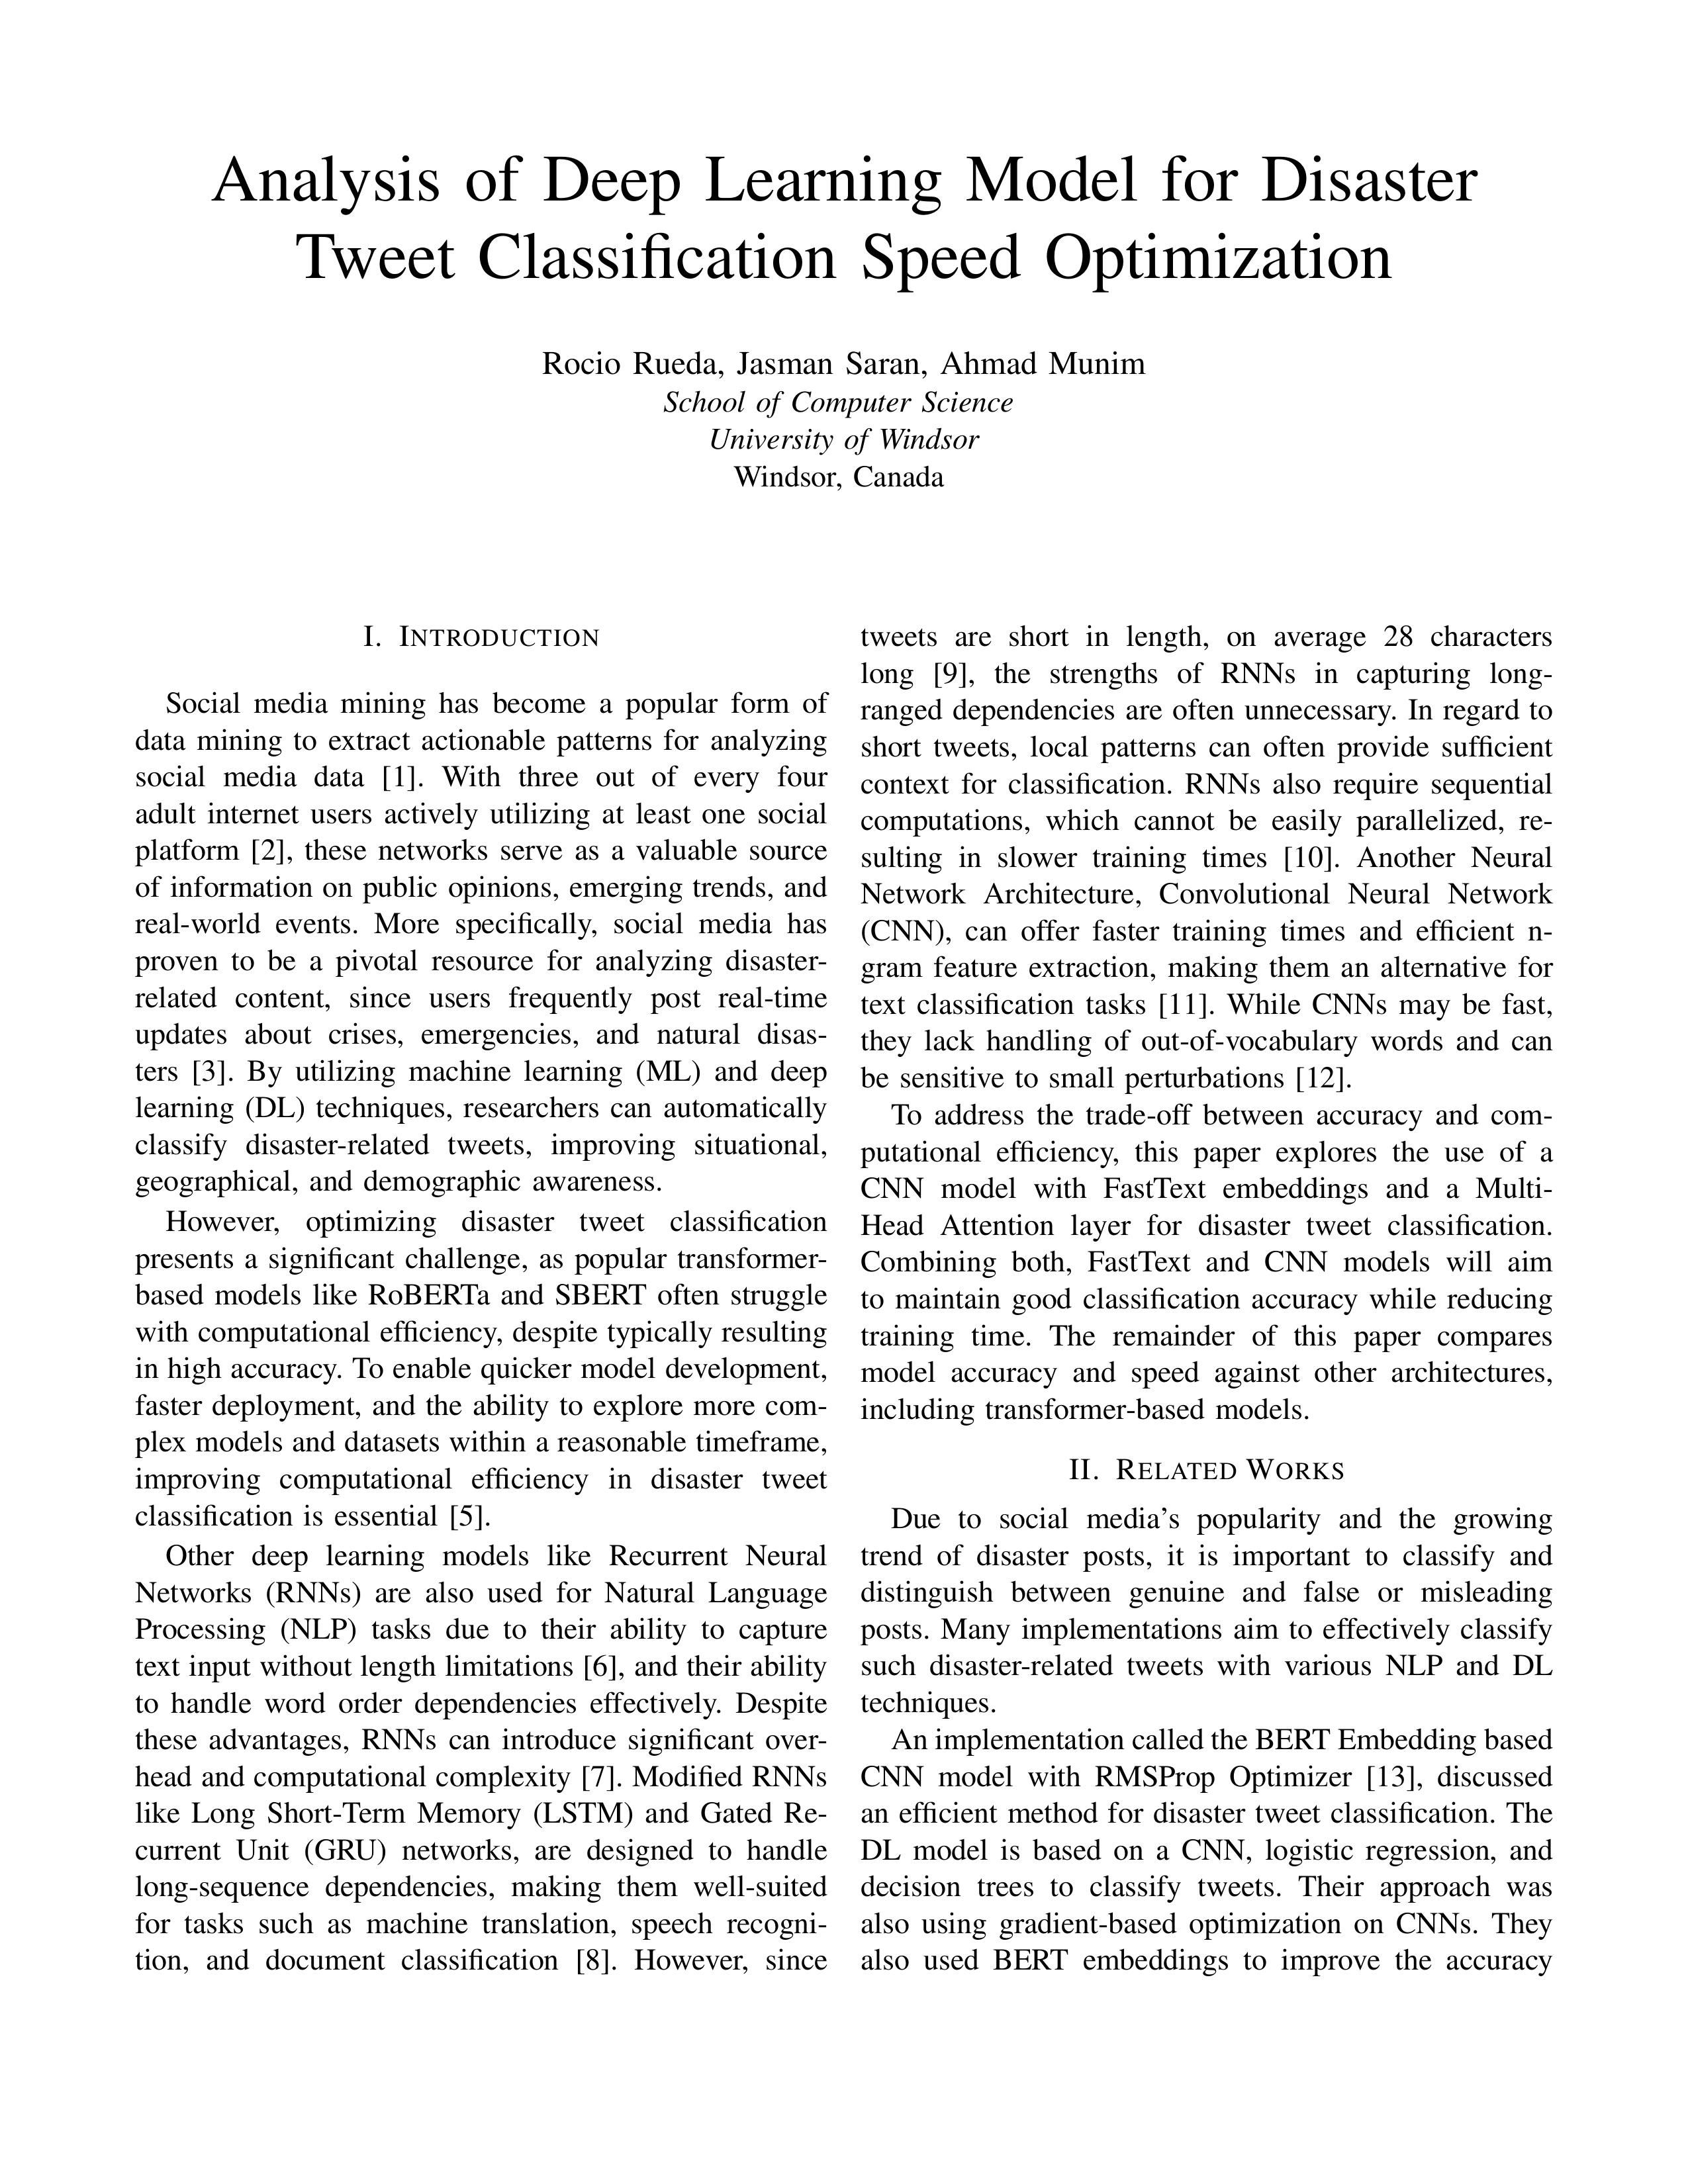 Analysis of Deep Learning Model for Disaster
Tweet Classification Speed Optimization
Rocio Rueda, Jasman Saran, Ahmad Munim
School of Computer Science
University of Windsor
Windsor, Canada
I. INTRODUCTION
Social media mining has become a popular form of
data mining to extract actionable patterns for analyzing
social media data [1]. With three out of every four
adult internet users actively utilizing at least one social
platform [2], these networks serve as a valuable source
of information on public opinions, emerging trends, and
real-world events. More specifically, social media has
proven to be a pivotal resource for analyzing disaster-
related content, since users frequently post real-time
updates about crises, emergencies, and natural disas-
ters [3]. By utilizing machine learning (ML) and deep
learning (DL) techniques, researchers can automatically
classify disaster-related tweets, improving situational,
geographical, and demographic awareness.
However, optimizing disaster tweet classification
presents a significant challenge, as popular transformer-
based models like RoBERTa and SBERT often struggle
with computational efficiency, despite typically resulting
in high accuracy. To enable quicker model development,
faster deployment, and the ability to explore more com-
plex models and datasets within a reasonable timeframe,
improving computational efficiency in disaster tweet
classification is essential [5].
Other deep learning models like Recurrent Neural
Networks (RNNs) are also used for Natural Language
Processing (NLP) tasks due to their ability to capture
text input without length limitations [6], and their ability
to handle word order dependencies effectively. Despite
these advantages, RNNs can introduce significant over-
head and computational complexity [7]. Modified RNNs
like Long Short-Term Memory (LSTM) and Gated Re-
current Unit (GRU) networks, are designed to handle
long-sequence dependencies, making them well-suited
for tasks such as machine translation, speech recogni-
tion, and document classification [8]. However, since
tweets are short in length, on average 28 characters
long [9], the strengths of RNNs in capturing long-
ranged dependencies are often unnecessary. In regard to
short tweets, local patterns can often provide sufficient
context for classification. RNNs also require sequential
computations, which cannot be easily parallelized, re-
sulting in slower training times [10]. Another Neural
Network Architecture, Convolutional Neural Network
(CNN), can offer faster training times and efficient n-
gram feature extraction, making them an alternative for
text classification tasks [11]. While CNNs may be fast,
they lack handling of out-of-vocabulary words and can
be sensitive to small perturbations [12].
To address the trade-off between accuracy and com-
putational efficiency, this paper explores the use of a
CNN model with FastText embeddings and a Multi-
Head Attention layer for disaster tweet classification.
Combining both, FastText and CNN models will aim
to maintain good classification accuracy while reducing
training time. The remainder of this paper compares
model accuracy and speed against other architectures,
including transformer-based models.
II. RELATED WORKS
Due to social media's popularity and the growing
trend of disaster posts, it is important to classify and
distinguish between genuine and false or misleading
posts. Many implementations aim to effectively classify
such disaster-related tweets with various NLP and DL
techniques.
An implementation called the BERT Embedding based
CNN model with RMSProp Optimizer [13], discussed
an efficient method for disaster tweet classification. The
DL model is based on a CNN, logistic regression, and
decision trees to classify tweets. Their approach was
also using gradient-based optimization on CNNs. They
also used BERT embeddings to improve the accuracy